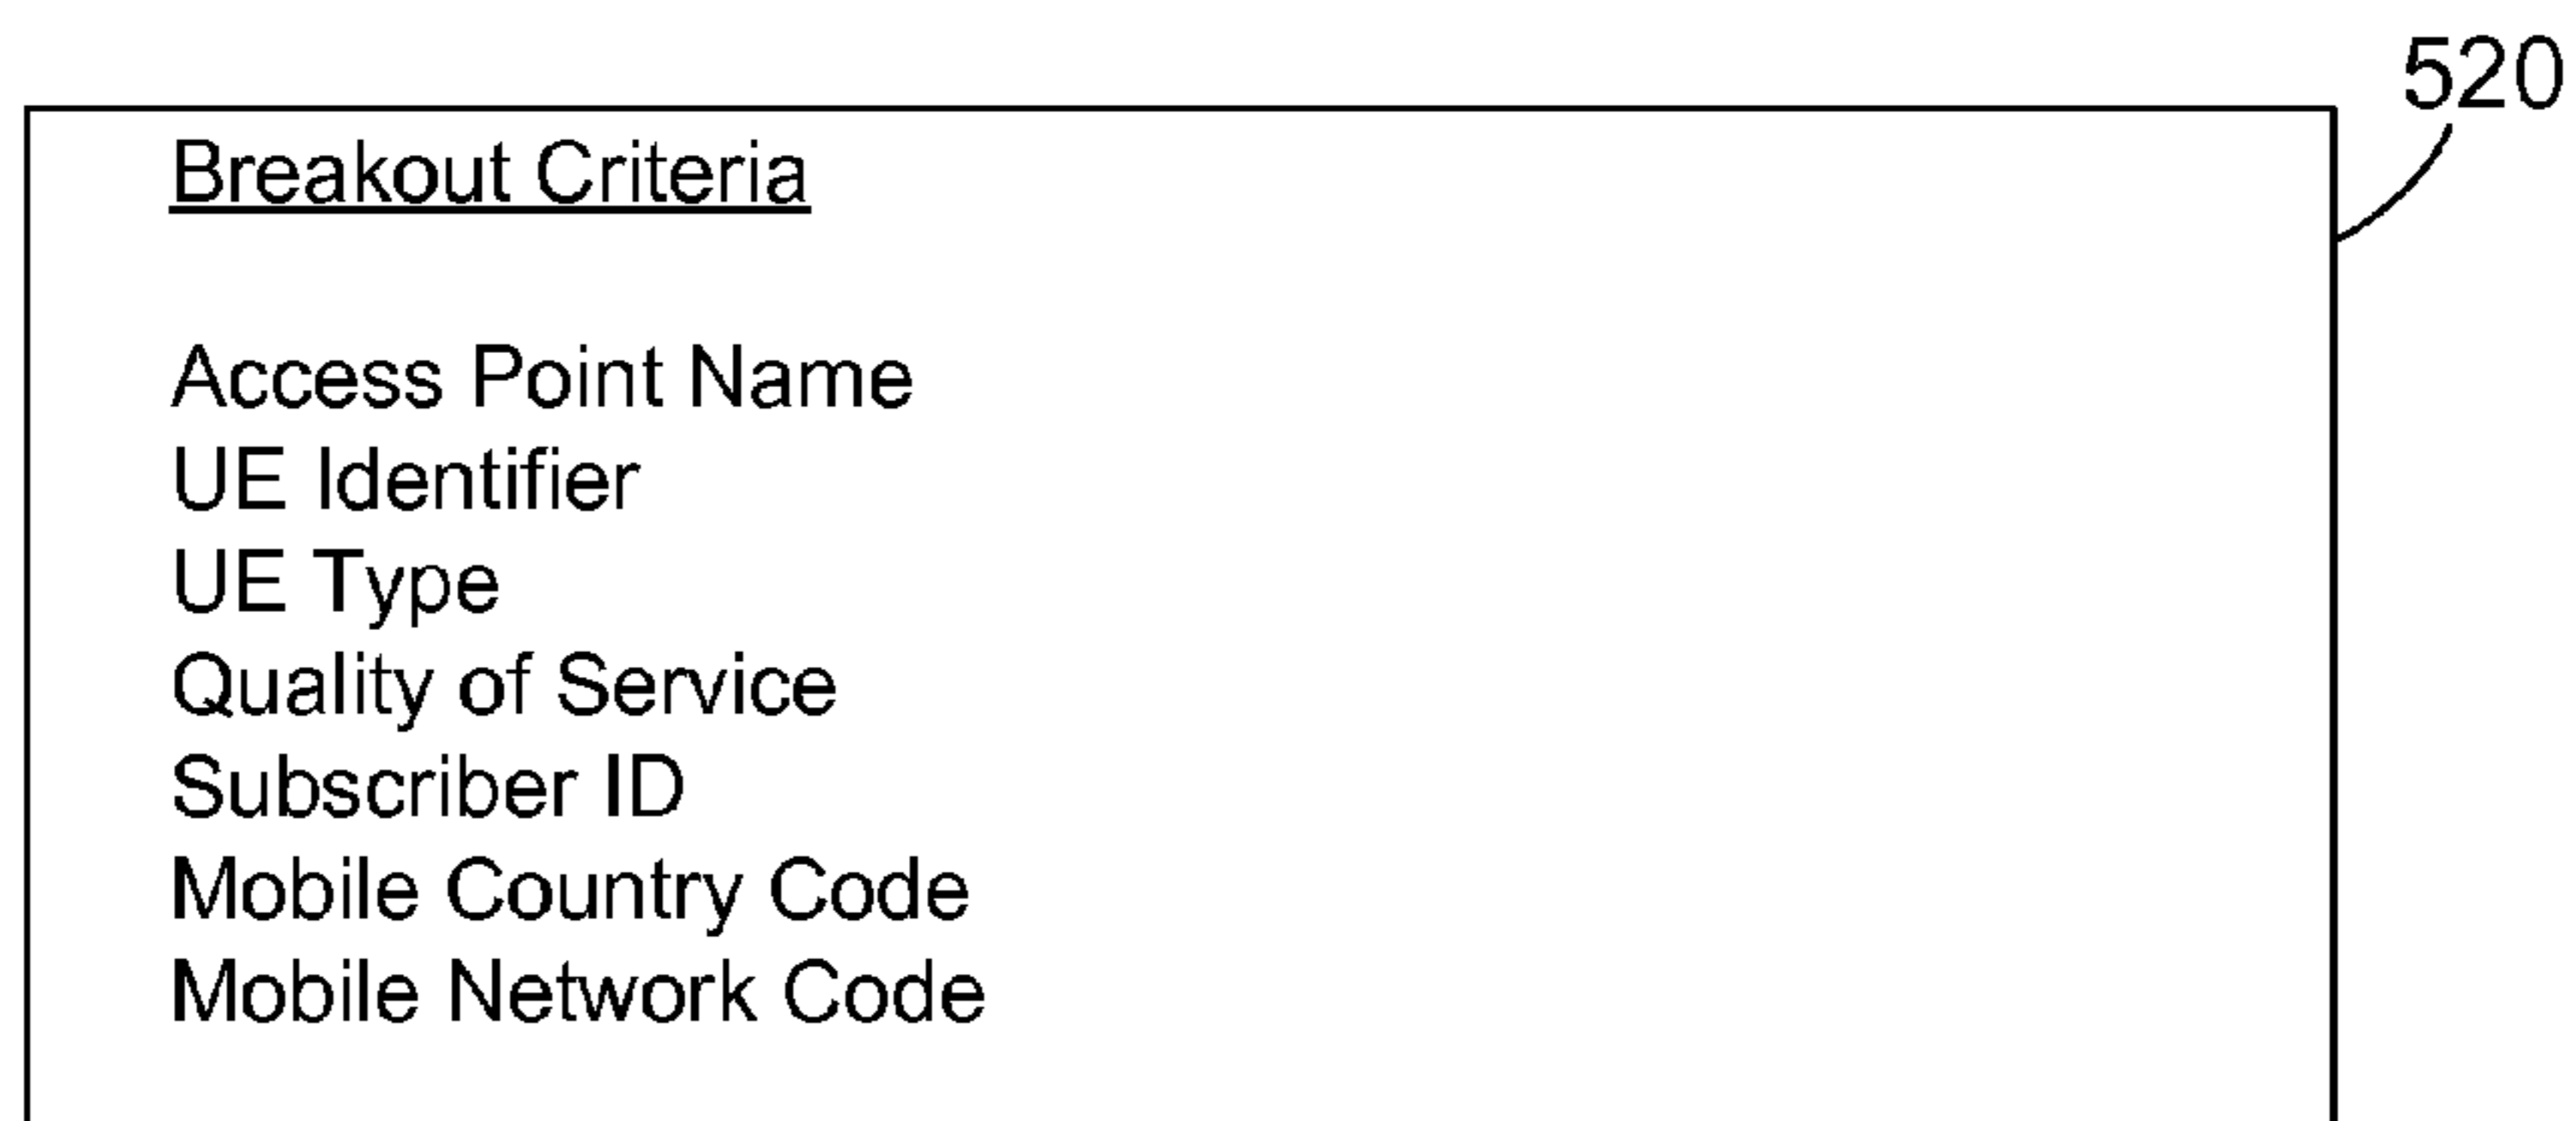 520
Breakout Criteria
Access Point Name
UE Identifier
UE Type
Quality of Service
Subscriber ID
Mobile Country Code
Mobile Network Code